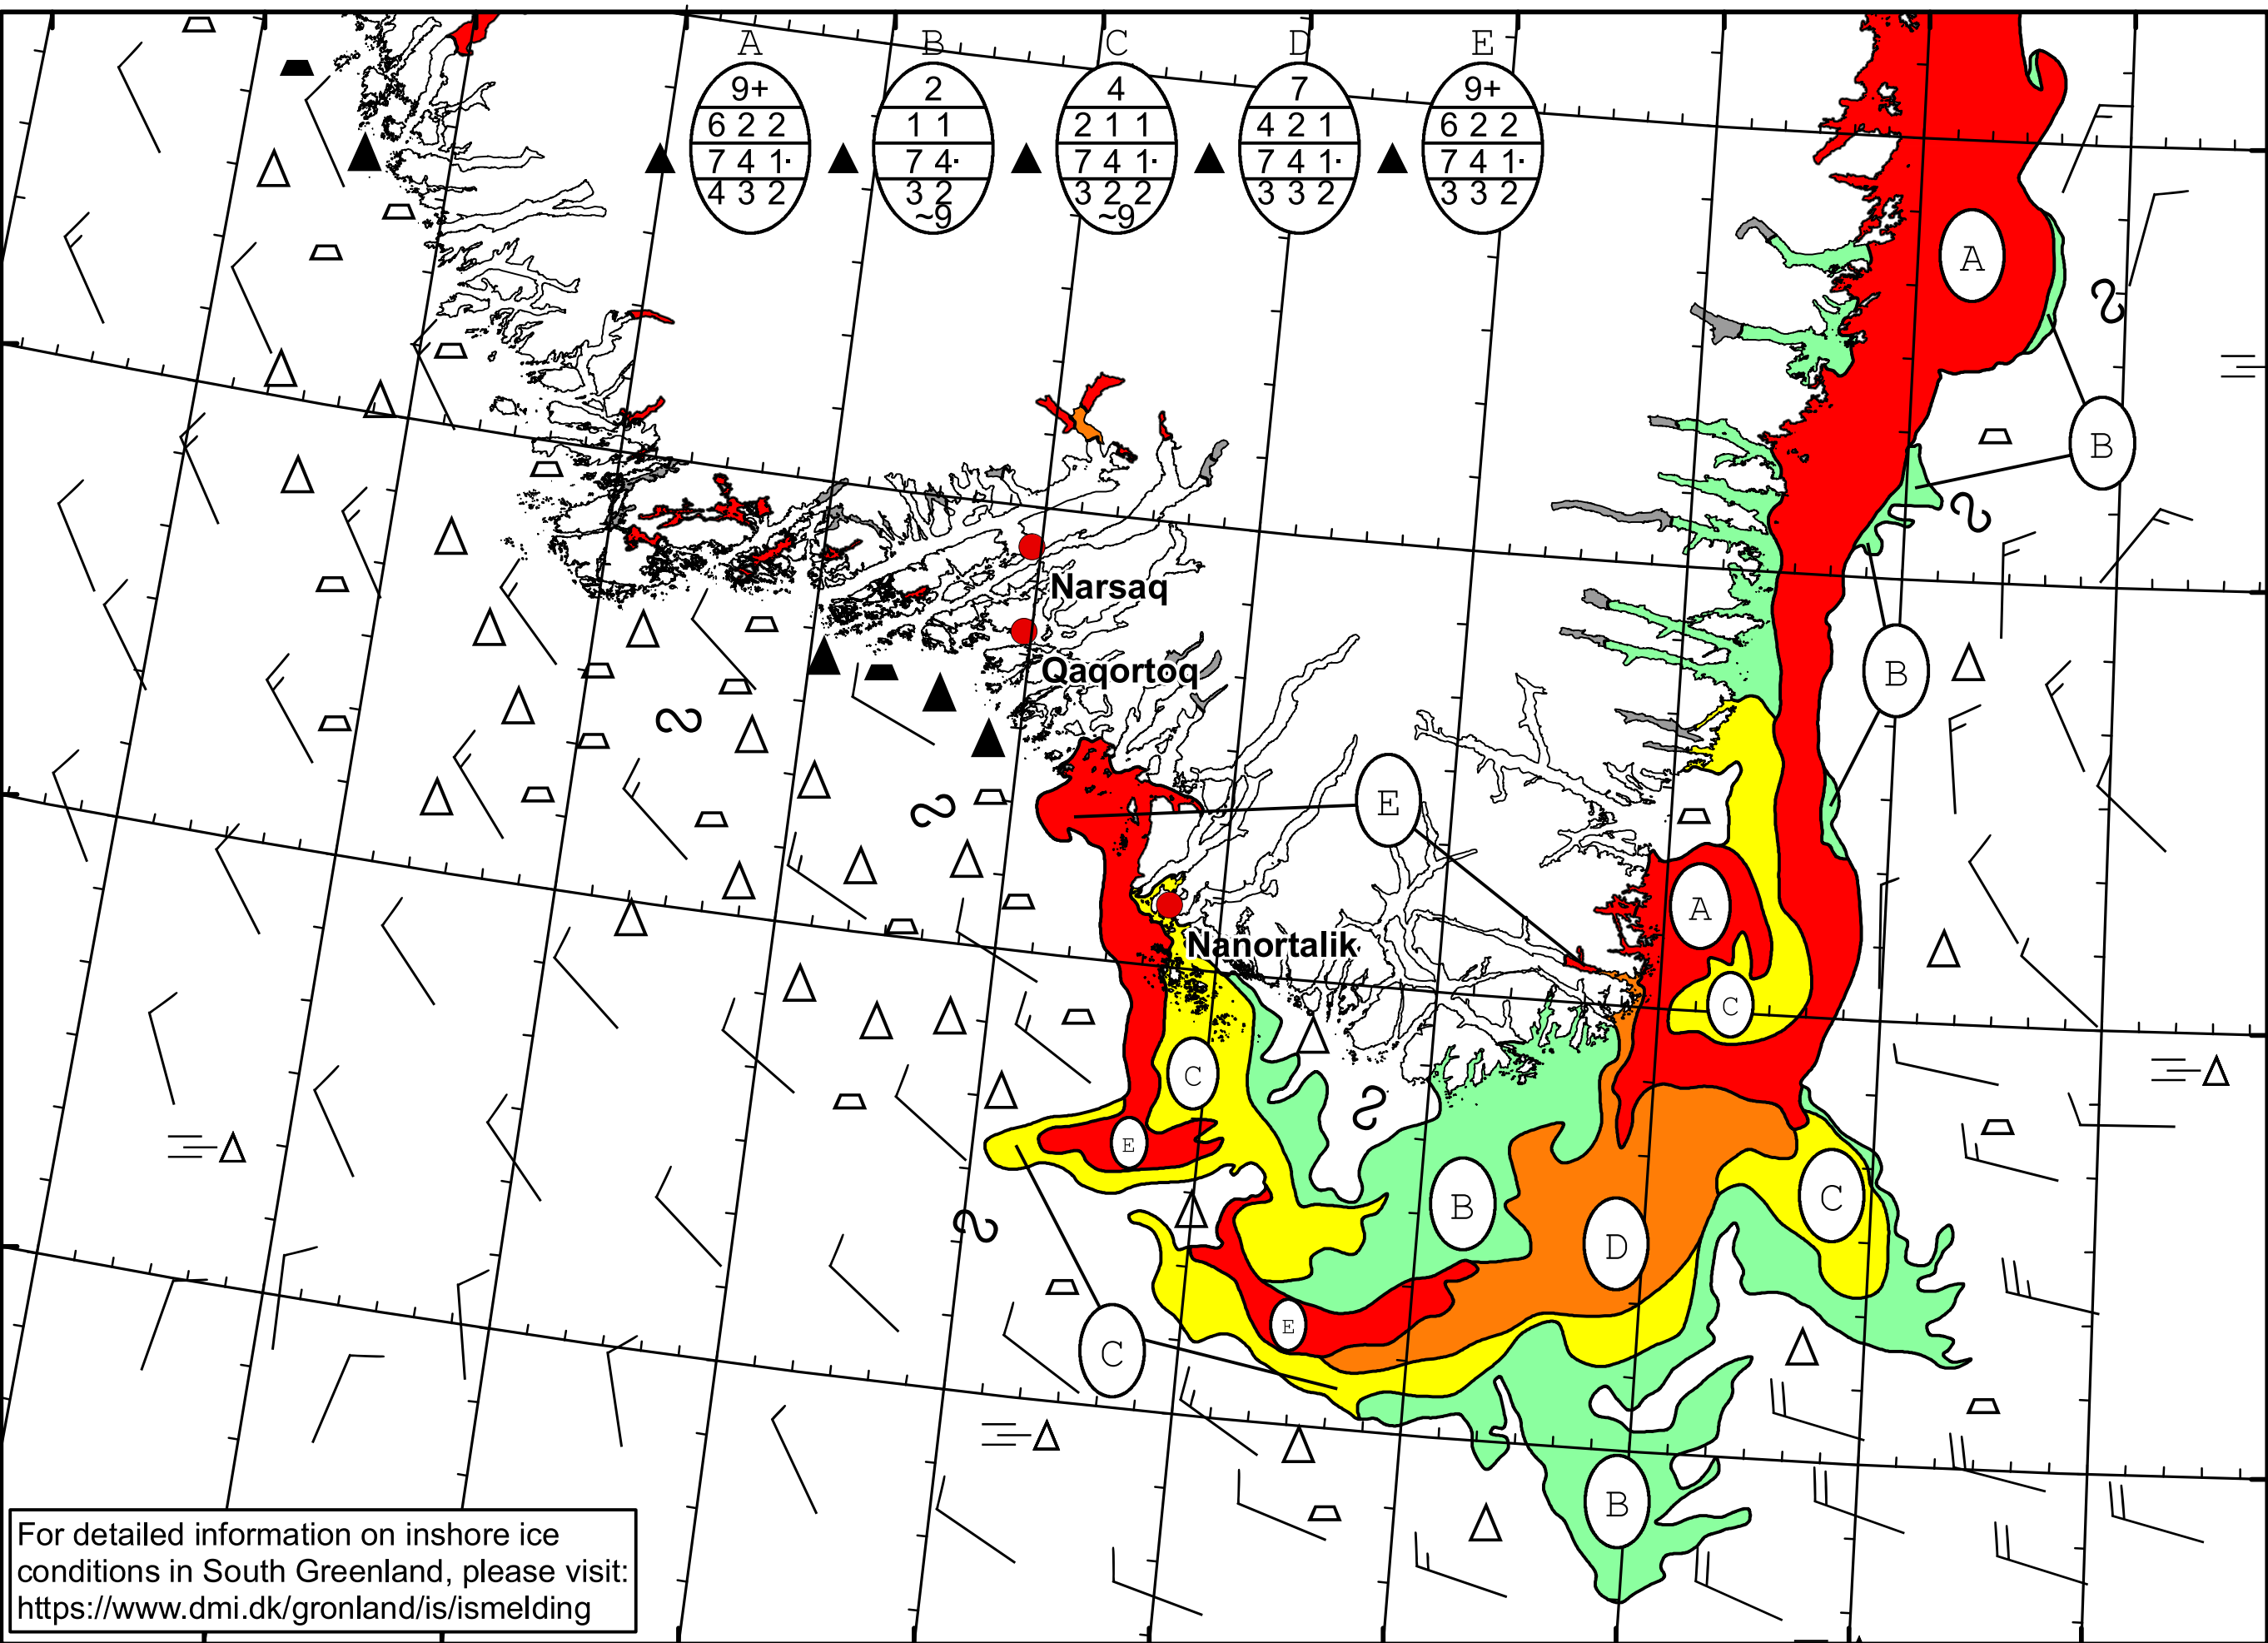 A B C D E
9+ 2 4 7 9+
6 2 2 1 1 2 1 1 4 2 1 6 2 2
7 4 1· 7 4· 7 4 1· 7 4 1· 7 4 1·
4 3 2 3 2 3 2 2 3 3 2 3 3 2
~9 ~9
A
B
Narsaq
B
Qaqortoq
E
A
Nanortalik
C
C
E
C
B
D
E
C
B
For detailed information on inshore ice
conditions in South Greenland, please visit:
https://www.dmi.dk/gronland/is/ismelding